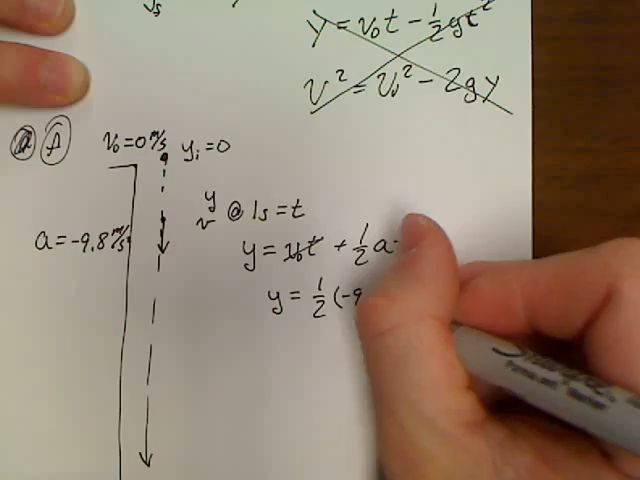 y = v₀t - ½gt²
v² = v₀² - 2gy
A v₀=0 m/s yᵢ=0
y
v @ 1s = t
a = -9.8 m/s²
y = v₀t + ½a
y = ½(-9
Sharpie